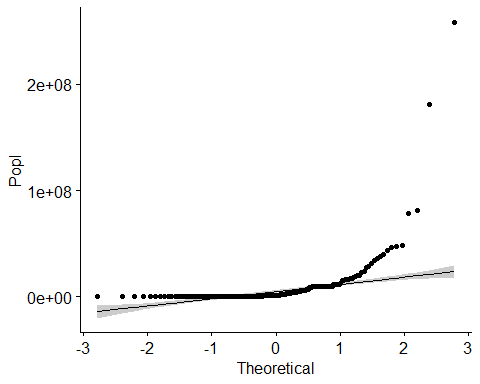 Popl
2e+08
1e+08
0e+00
-3 -2 -1 0 1 2 3
Theoretical